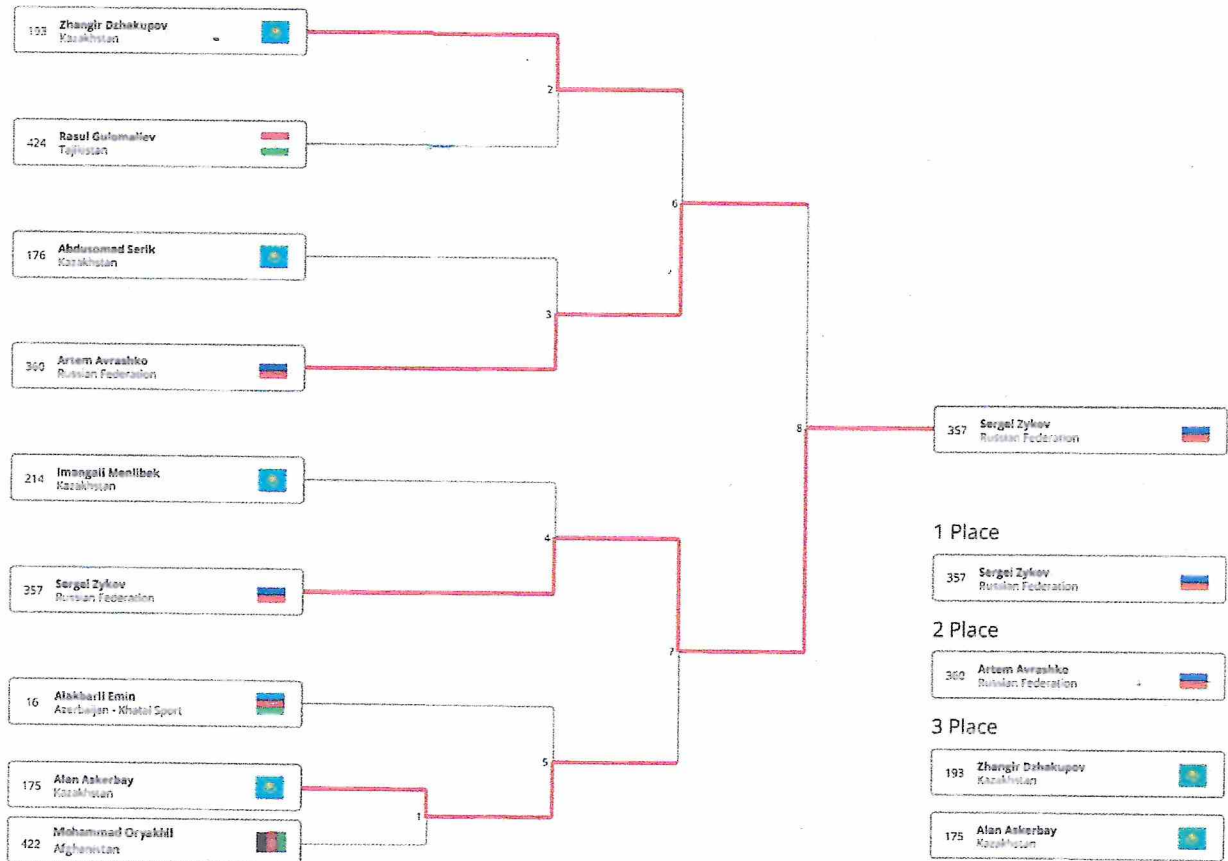 193 Zhangir Dzhakupov
Kazakhstan
2
424 Rasul Gulomaliev
Tajikistan
6
176 Abdusomad Serik
Kazakhstan
3
360 Artem Avrashko
Russian Federation
8
357 Sergei Zykov
Russian Federation
214 Imangali Menlibek
Kazakhstan
1 Place
4
357 Sergei Zykov
Russian Federation
357 Sergei Zykov
Russian Federation
2 Place
7
360 Artem Avrashko
Russian Federation
16 Alakbarli Emin
Azerbaijan - Khatai Sport
3 Place
5
193 Zhangir Dzhakupov
Kazakhstan
175 Alan Askerbay
Kazakhstan
1
422 Mohammad Oryakhil
Afghanistan
175 Alan Askerbay
Kazakhstan